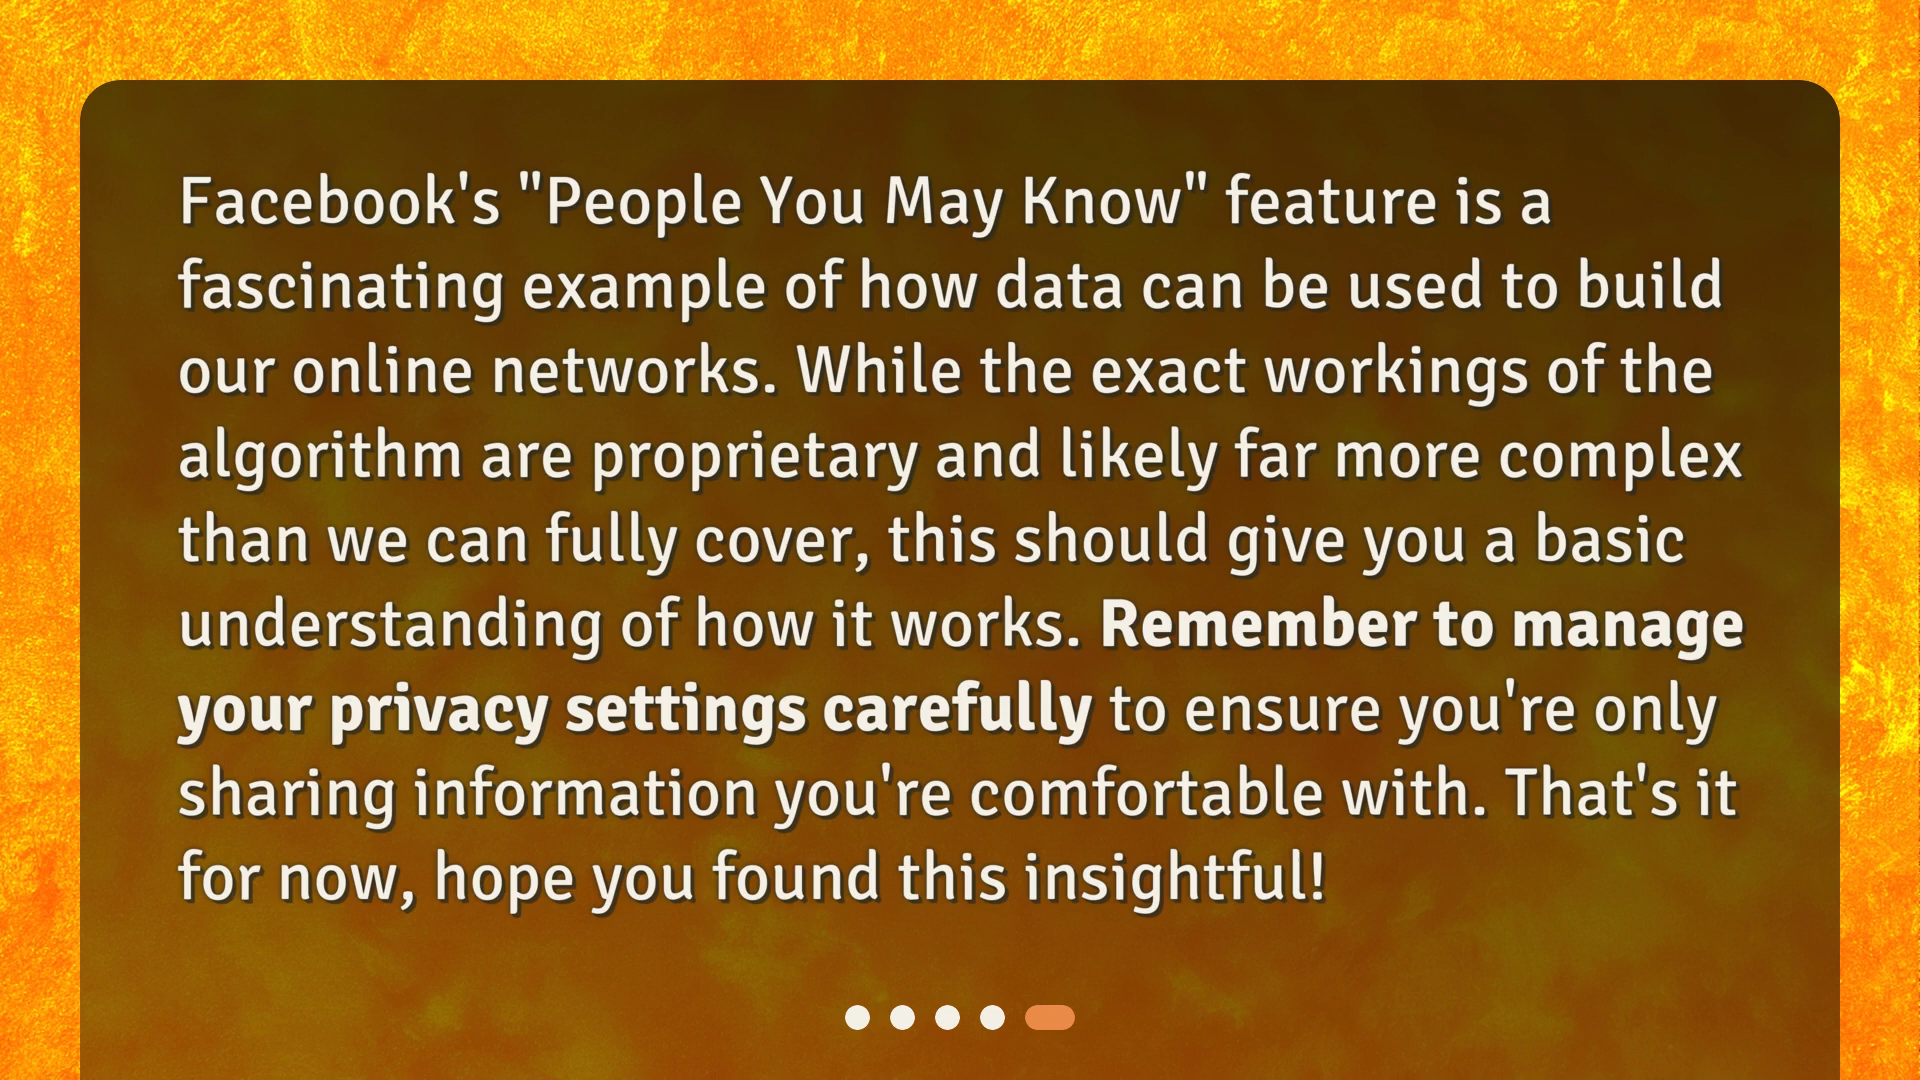 Facebook's "People You May Know" feature is a
fascinating example of how data can be used to build
our online networks. While the exact workings of the
algorithm are proprietary and likely far more complex
than we can fully cover, this should give you a basic
understanding of how it works. Remember to manage
your privacy settings carefully to ensure you're only
sharing information you're comfortable with. That's it
for now, hope you found this insightful!